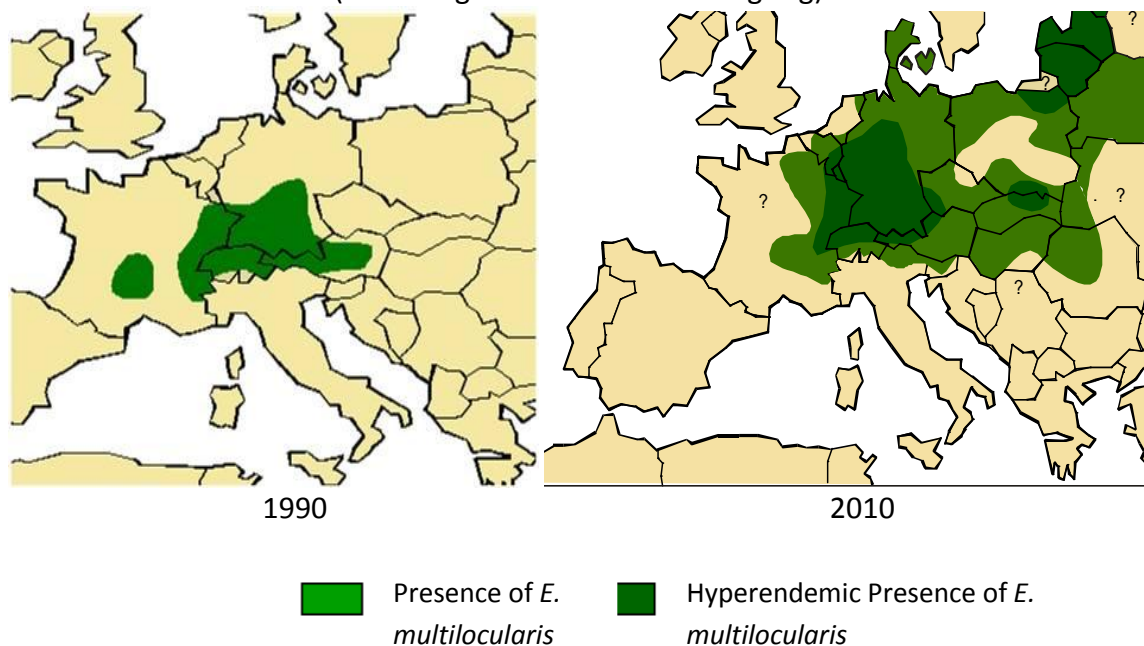 ?
?
?
?
?
1990
2010
Presence of E.
multilocularis
Hyperendemic Presence of E.
multilocularis